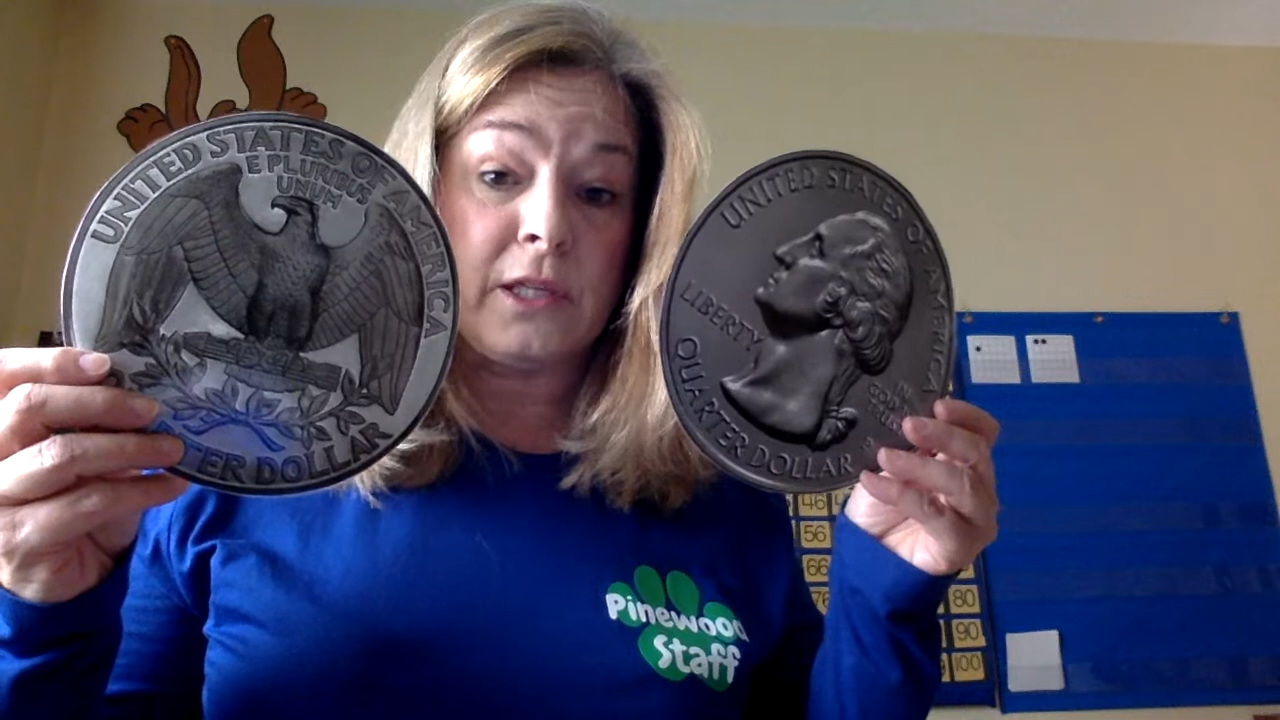 UNITED STATES OF AMERICA
E PLURIBUS
UNUM
TER DOLLAR
UNITED STATES OF AMERICA
LIBERTY
IN
GOD WE
TRUST
QUARTER DOLLAR
Pinewood
Staff
46
56
66
80
90
100